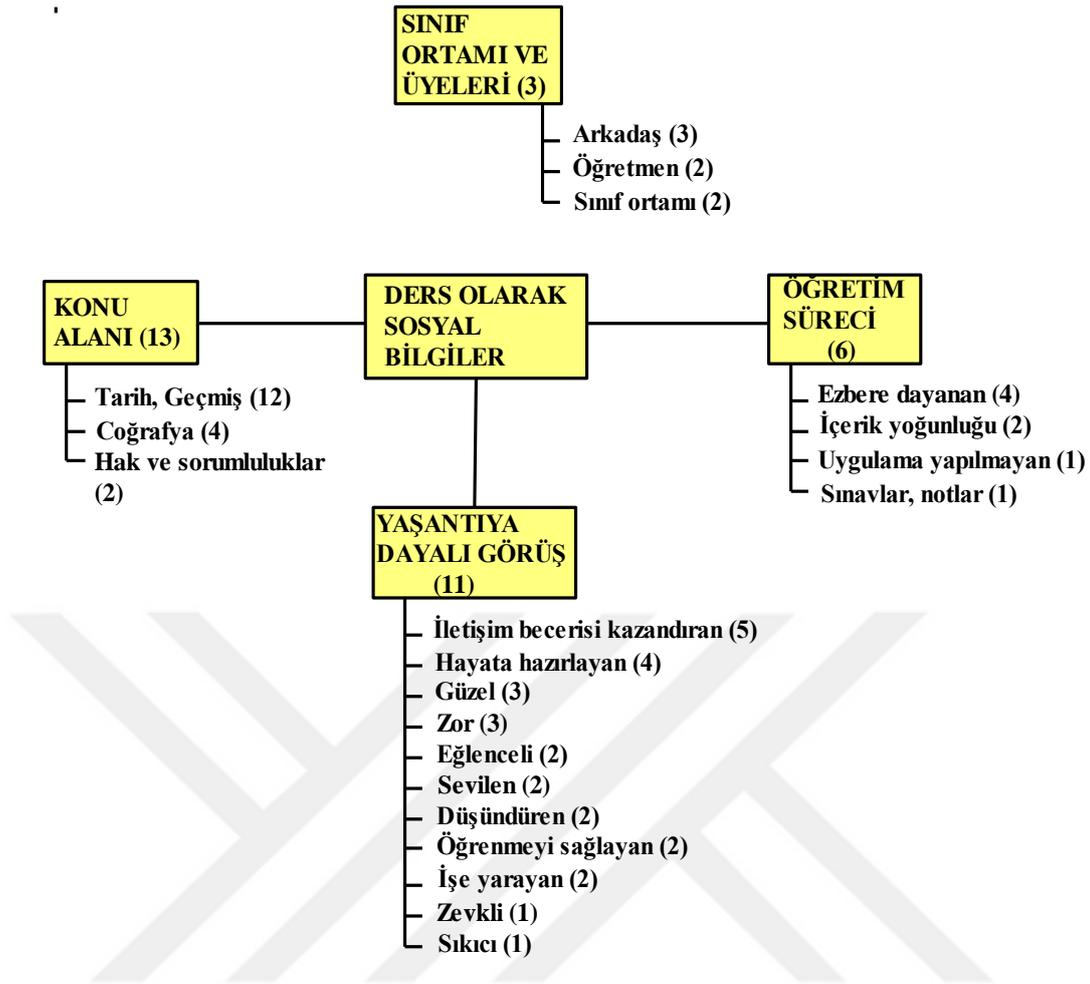 SINIF
ORTAMI VE
ÜYELERİ (3)
Arkadaş (3)
Öğretmen (2)
Sınıf ortamı (2)
KONU
ALANI (13)
Tarih, Geçmiş (12)
Coğrafya (4)
Hak ve sorumluluklar
(2)
DERS OLARAK
SOSYAL
BİLGİLER
ÖĞRETİM
SÜRECİ
(6)
Ezbere dayanan (4)
İçerik yoğunluğu (2)
Uygulama yapılmayan (1)
Sınavlar, notlar (1)
YAŞANTIYA
DAYALI GÖRÜŞ
(11)
İletişim becerisi kazandıran (5)
Hayata hazırlayan (4)
Güzel (3)
Zor (3)
Eğlenceli (2)
Sevilen (2)
Düşündüren (2)
Öğrenmeyi sağlayan (2)
İşe yarayan (2)
Zevkli (1)
Sıkıcı (1)